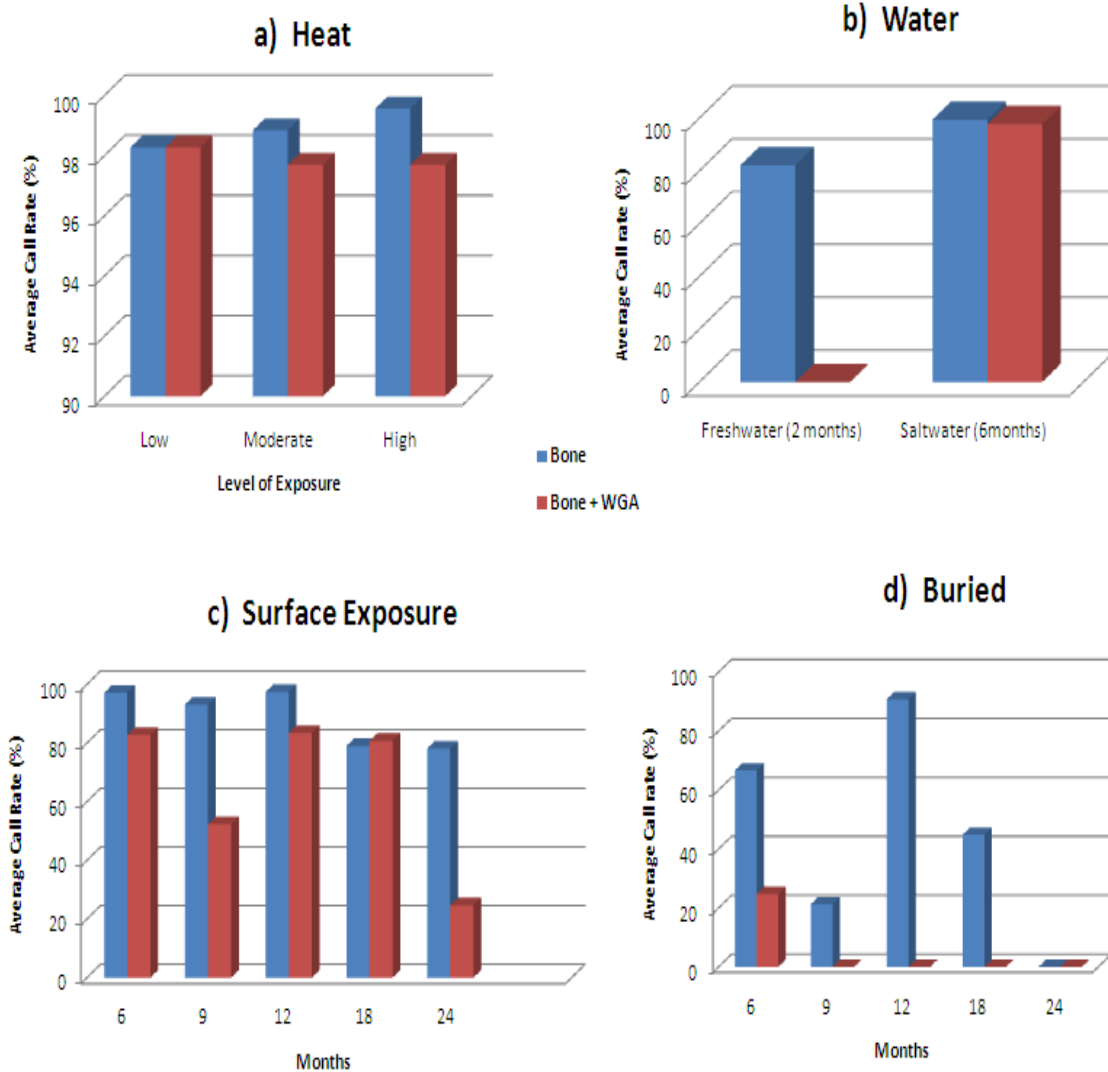 a) Heat
Average Call Rate (%)
100
98
96
94
92
90
Low Moderate High
Level of Exposure
b) Water
Average Call rate (%)
100
80
60
40
20
0
Freshwater (2 months) Saltwater (6months)
Bone
Bone + WGA
c) Surface Exposure
Average Call Rate (%)
100
80
60
40
20
0
6 9 12 18 24
Months
d) Buried
Average Call rate (%)
100
80
60
40
20
0
6 9 12 18 24
Months